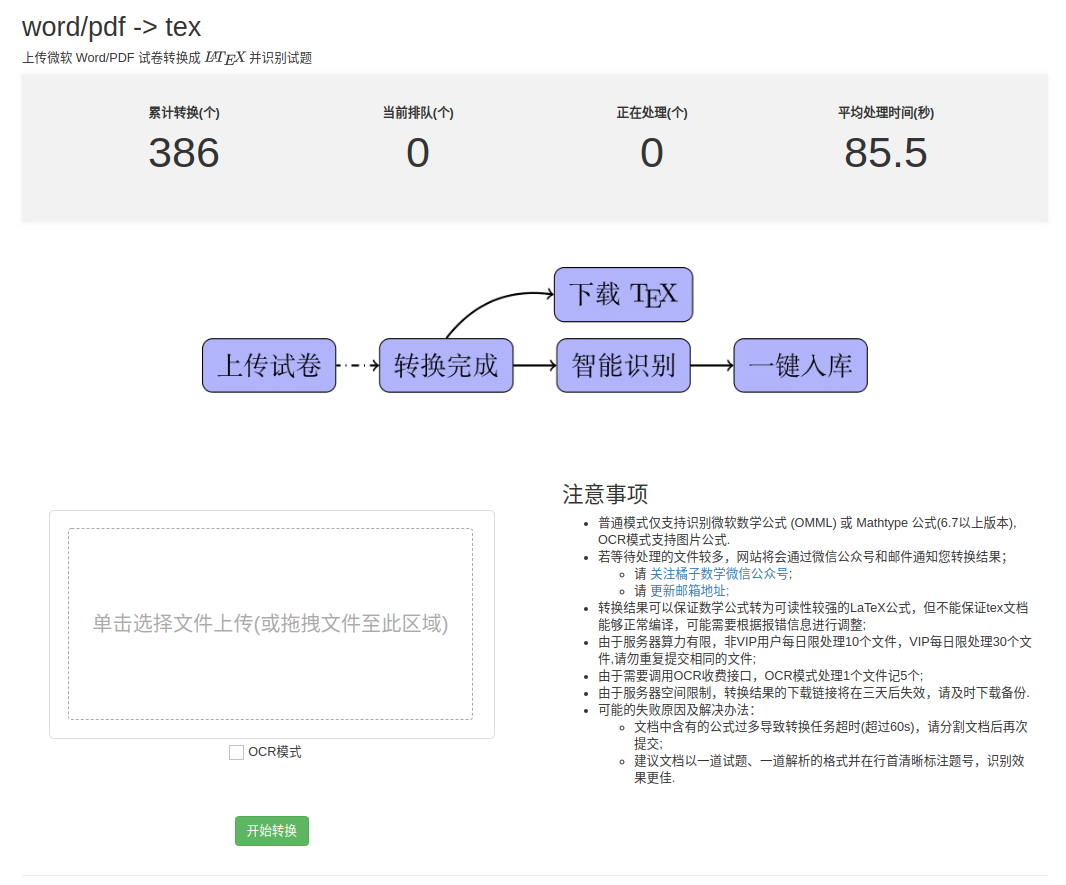 word/pdf -> tex
上传微软 Word/PDF 试卷转换成 LATEX 并识别试题
累计转换(个) 当前排队(个) 正在处理(个) 平均处理时间(秒)
386 0 0 85.5
下载 TEX
上传试卷 转换完成 智能识别 一键入库
单击选择文件上传(或拖拽文件至此区域)
OCR模式
开始转换
注意事项
普通模式仅支持识别微软数学公式 (OMML) 或 Mathtype 公式(6.7以上版本),
OCR模式支持图片公式.
若等待处理的文件较多，网站将会通过微信公众号和邮件通知您转换结果；
请 关注橘子数学微信公众号;
请 更新邮箱地址;
转换结果可以保证数学公式转为可读性较强的LaTeX公式，但不能保证tex文档
能够正常编译，可能需要根据报错信息进行调整;
由于服务器算力有限，非VIP用户每日限处理10个文件，VIP每日限处理30个文
件,请勿重复提交相同的文件;
由于需要调用OCR收费接口，OCR模式处理1个文件记5个;
由于服务器空间限制，转换结果的下载链接将在三天后失效，请及时下载备份.
可能的失败原因及解决办法：
文档中含有的公式过多导致转换任务超时(超过60s)，请分割文档后再次
提交;
建议文档以一道试题、一道解析的格式并在行首清晰标注题号，识别效
果更佳.